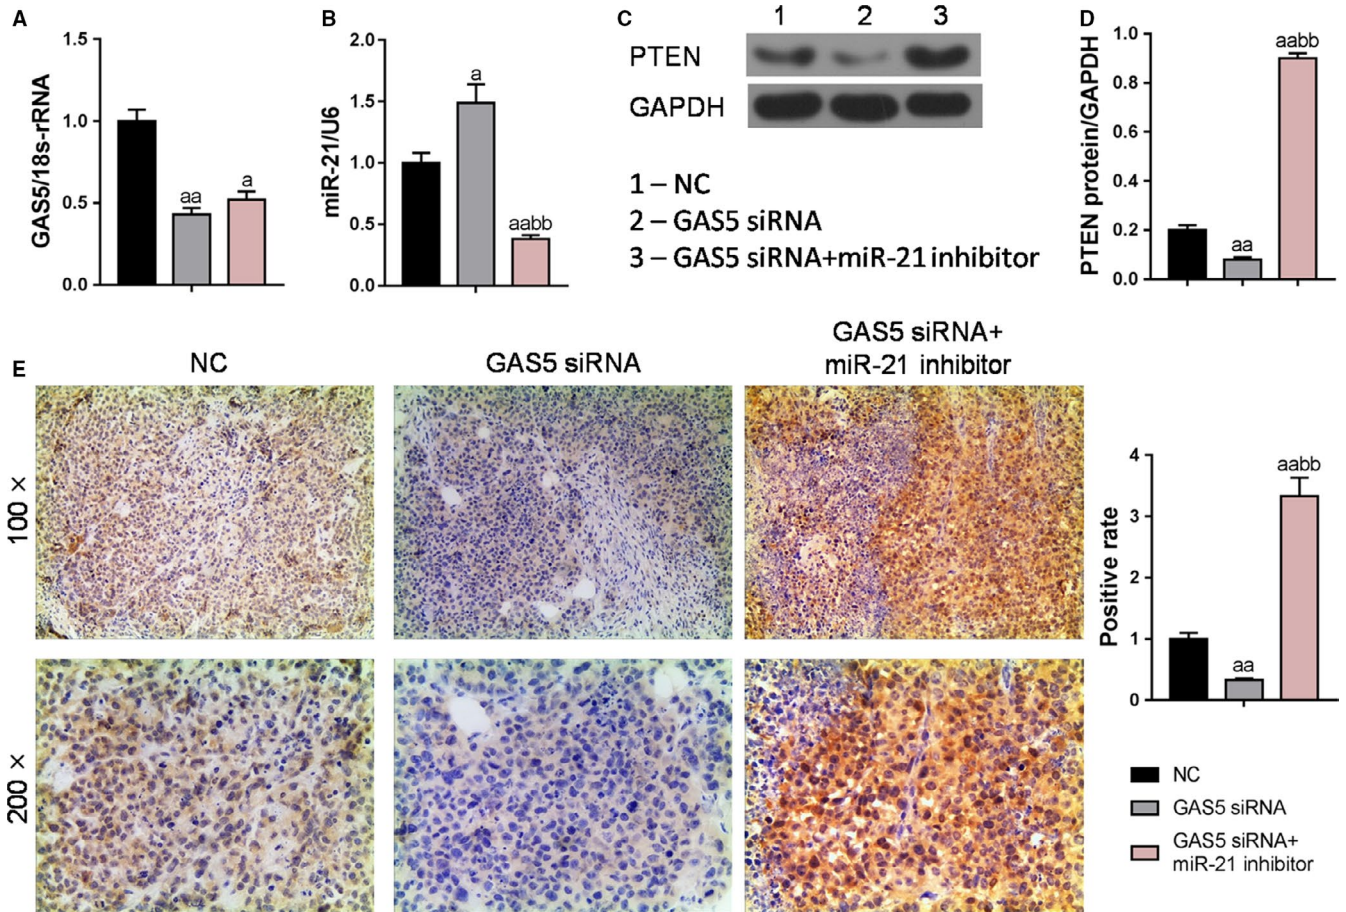 A
GAS5/18s-rRNA
1.5
1.0
0.5
0.0
aa
a
B
miR-21/U6
2.0
1.5
1.0
0.5
0.0
a
aabb
C
1 2 3
PTEN
GAPDH
1 – NC
2 – GAS5 siRNA
3 – GAS5 siRNA+miR-21 inhibitor
D
PTEN protein/GAPDH
1.0
0.8
0.6
0.4
0.2
0.0
aa
aabb
E
NC
GAS5 siRNA
GAS5 siRNA+
miR-21 inhibitor
100 ×
200 ×
Positive rate
4
3
2
1
0
aa
aabb
NC
GAS5 siRNA
GAS5 siRNA+
miR-21 inhibitor